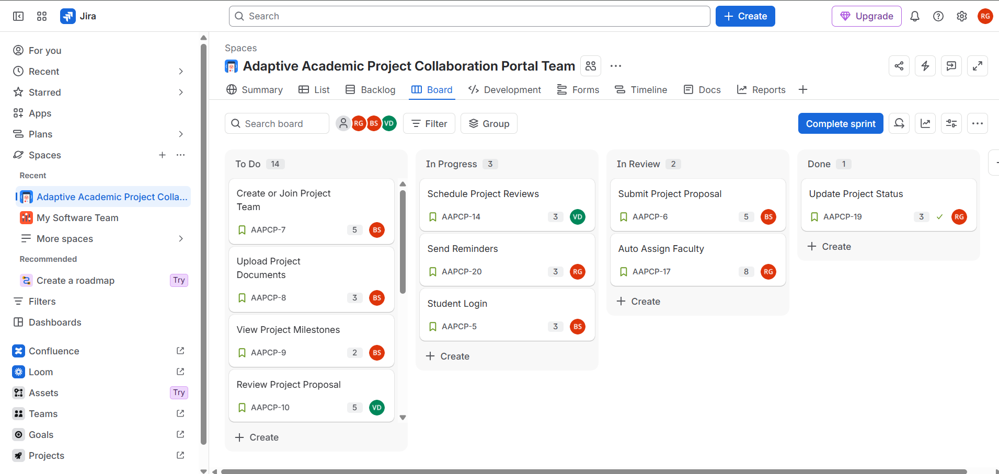 Jira
Search
Create
Upgrade
RG
For you
Recent
Starred
Apps
Plans
Spaces
Recent
Adaptive Academic Project Colla...
My Software Team
More spaces
Recommended
Create a roadmap
Try
Filters
Dashboards
Confluence
Loom
Assets
Try
Teams
Goals
Projects
Spaces
Adaptive Academic Project Collaboration Portal Team
Summary
List
Backlog
Board
Development
Forms
Timeline
Docs
Reports
Search board
RG
BS
VD
Filter
Group
Complete sprint
To Do 14
Create or Join Project
Team
AAPCP-7
5
BS
Upload Project
Documents
AAPCP-8
3
BS
View Project Milestones
AAPCP-9
2
BS
Review Project Proposal
AAPCP-10
5
VD
Create
In Progress 3
Schedule Project Reviews
AAPCP-14
3
VD
Send Reminders
AAPCP-20
3
RG
Student Login
AAPCP-5
3
BS
Create
In Review 2
Submit Project Proposal
AAPCP-6
5
BS
Auto Assign Faculty
AAPCP-17
8
RG
Create
Done 1
Update Project Status
AAPCP-19
3
RG
Create